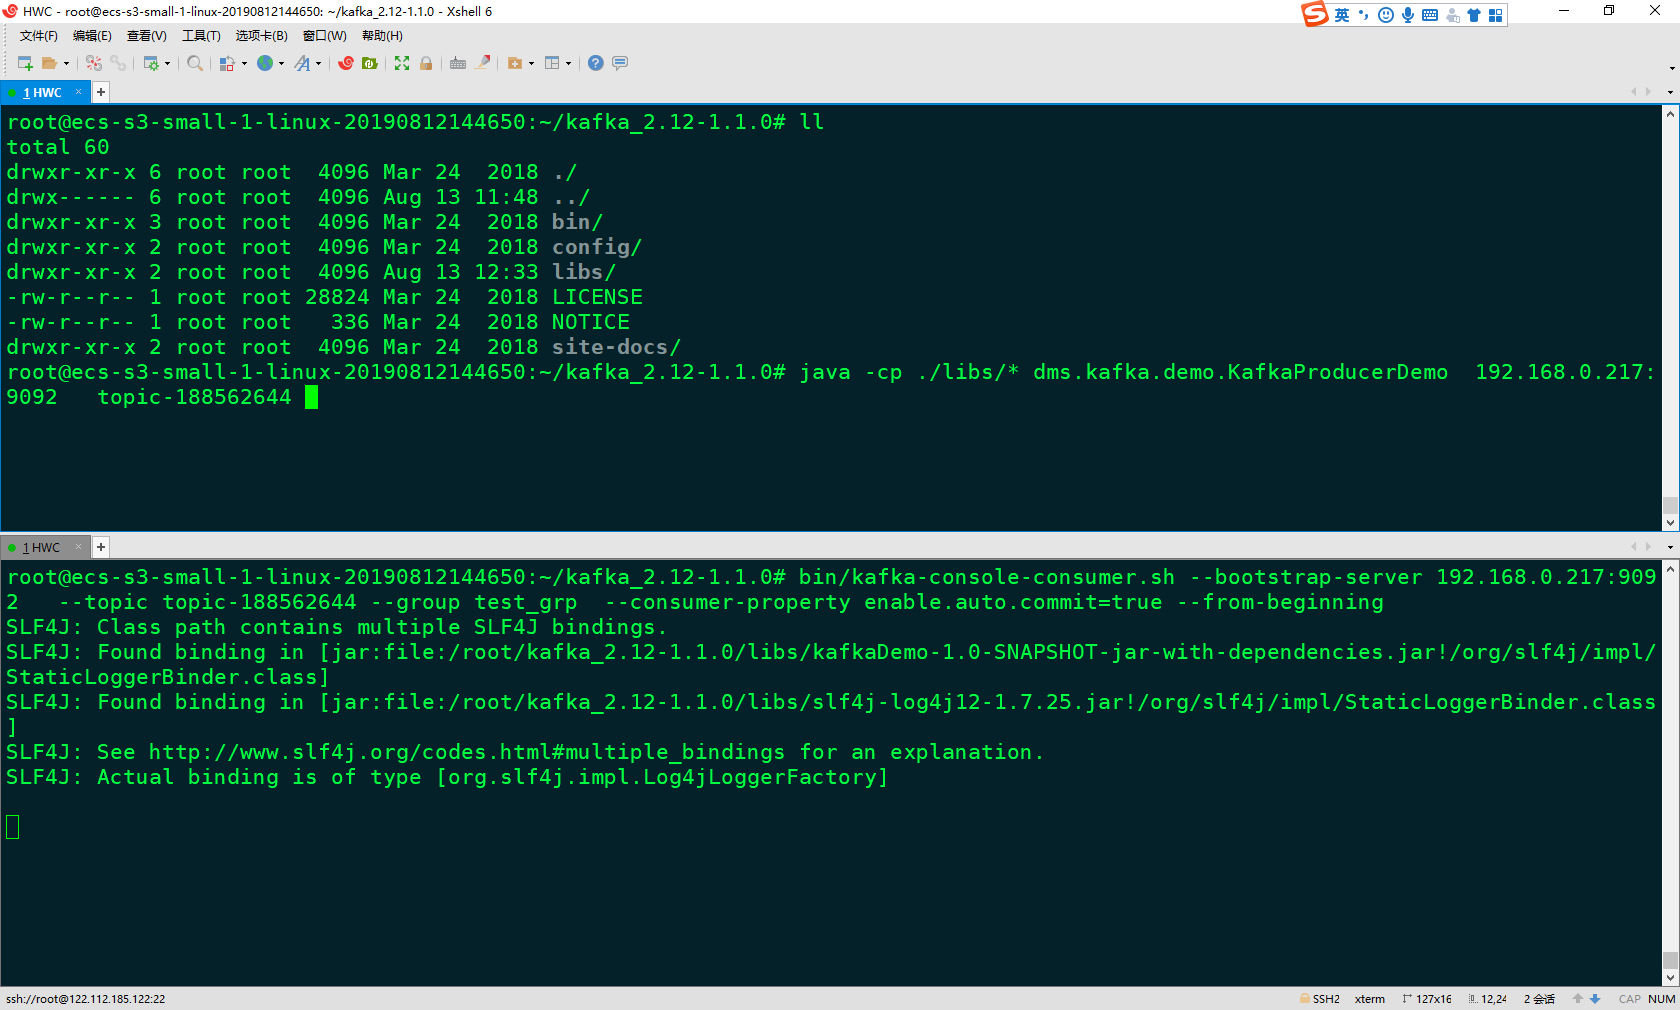 HWC - root@ecs-s3-small-1-linux-20190812144650: ~/kafka_2.12-1.1.0 - Xshell 6
英
文件(F) 编辑(E) 查看(V) 工具(T) 选项卡(B) 窗口(W) 帮助(H)
1 HWC × +
root@ecs-s3-small-1-linux-20190812144650:~/kafka_2.12-1.1.0# ll
total 60
drwxr-xr-x 6 root root  4096 Mar 24  2018 ./
drwx------ 6 root root  4096 Aug 13 11:48 ../
drwxr-xr-x 3 root root  4096 Mar 24  2018 bin/
drwxr-xr-x 2 root root  4096 Mar 24  2018 config/
drwxr-xr-x 2 root root  4096 Aug 13 12:33 libs/
-rw-r--r-- 1 root root 28824 Mar 24  2018 LICENSE
-rw-r--r-- 1 root root   336 Mar 24  2018 NOTICE
drwxr-xr-x 2 root root  4096 Mar 24  2018 site-docs/
root@ecs-s3-small-1-linux-20190812144650:~/kafka_2.12-1.1.0# java -cp ./libs/* dms.kafka.demo.KafkaProducerDemo  192.168.0.217:
9092   topic-188562644
1 HWC × +
root@ecs-s3-small-1-linux-20190812144650:~/kafka_2.12-1.1.0# bin/kafka-console-consumer.sh --bootstrap-server 192.168.0.217:909
2   --topic topic-188562644 --group test_grp  --consumer-property enable.auto.commit=true --from-beginning
SLF4J: Class path contains multiple SLF4J bindings.
SLF4J: Found binding in [jar:file:/root/kafka_2.12-1.1.0/libs/kafkaDemo-1.0-SNAPSHOT-jar-with-dependencies.jar!/org/slf4j/impl/
StaticLoggerBinder.class]
SLF4J: Found binding in [jar:file:/root/kafka_2.12-1.1.0/libs/slf4j-log4j12-1.7.25.jar!/org/slf4j/impl/StaticLoggerBinder.class
]
SLF4J: See http://www.slf4j.org/codes.html#multiple_bindings for an explanation.
SLF4J: Actual binding is of type [org.slf4j.impl.Log4jLoggerFactory]
ssh://root@122.112.185.122:22 SSH2 xterm 127x16 12,24 2 会话 CAP NUM